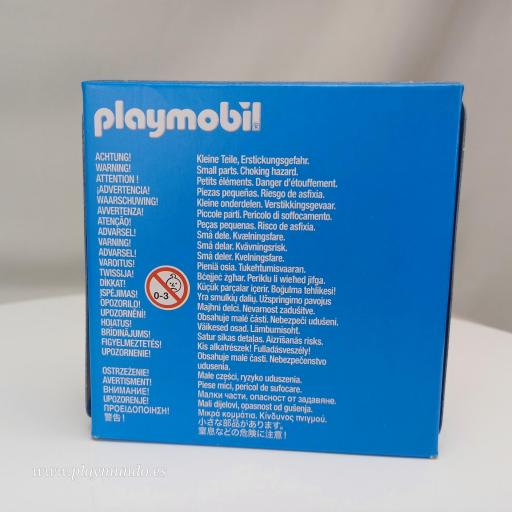 playmobil
ACHTUNG! Kleine Teile, Erstickungsgefahr.
WARNING! Small parts. Choking hazard.
ATTENTION ! Petits éléments. Danger d'étouffement.
¡ADVERTENCIA! Piezas pequeñas. Riesgo de asfixia.
WAARSCHUWING! Kleine onderdelen. Verstikkingsgevaar.
AVVERTENZA! Piccole parti. Pericolo di soffocamento.
ATENÇÃO! Peças pequenas. Risco de asfixia.
ADVARSEL! Små dele. Kvælningsfare.
VARNING! Små delar. Kvävningsrisk.
ADVARSEL! Små deler. Kvelningsfare.
VAROITUS! Pieniä osia. Tukehtumisvaaran.
TWISSIJA! Bċejjeċ żgħar. Periklu li wieħed jifga.
DİKKAT! Küçük parçalar içerir. Boğulma tehlikesi!
ĮSPĖJIMAS! Yra smulkių dalių. Užspringimo pavojus
OPOZORILO! Majhni delci. Nevarnost zadušitve.
UPOZORNĚNÍ! Obsahuje malé části. Nebezpečí udušení.
HOIATUS! Väikesed osad. Lämbumisoht.
BRĪDINĀJUMS! Satur sīkas detaļas. Aizrīšanās risks.
FIGYELMEZTETÉS! Kis alkatrészek! Fulladásveszély!
UPOZORNENIE! Obsahuje malé časti. Nebezpečenstvo
udusenia.
OSTRZEŻENIE! Małe części, ryzyko uduszenia.
AVERTISMENT! Piese mici, pericol de sufocare.
ВНИМАНИЕ! Малки части, опасност от задавяне.
UPOZORENJE! Mali dijelovi, opasnost od gušenja.
ΠΡΟΕΙΔΟΠΟΙΗΣΗ! Μικρά κομμάτια. Κίνδυνος πνιγμού.
警告! 小さな部品があります。
窒息などの危険に注意!
0-3
www.playmundo.es